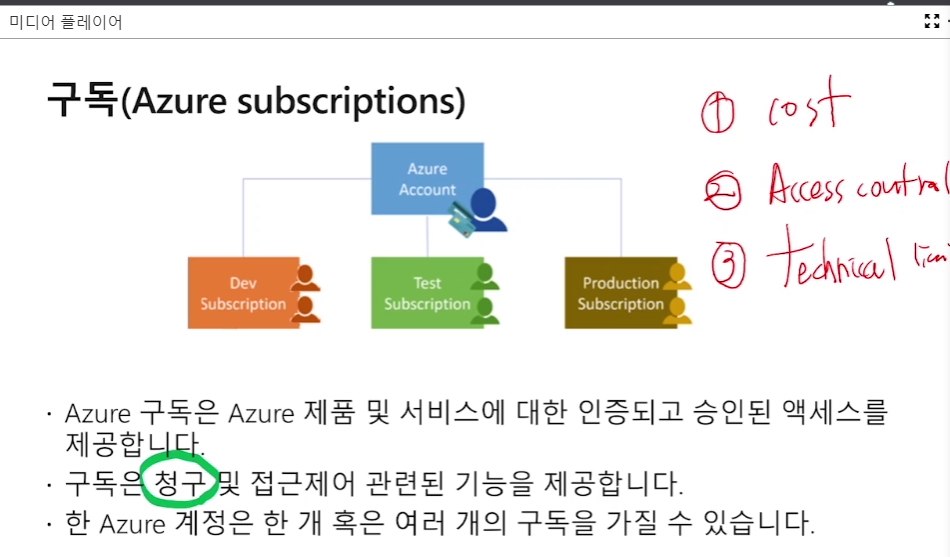 미디어 플레이어
구독(Azure subscriptions)
① cost
② Access control
③ Technical
Azure
Account
Dev
Subscription
Test
Subscription
Production
Subscription
· Azure 구독은 Azure 제품 및 서비스에 대한 인증되고 승인된 액세스를
제공합니다.
· 구독은 청구 및 접근제어 관련된 기능을 제공합니다.
· 한 Azure 계정은 한 개 혹은 여러 개의 구독을 가질 수 있습니다.